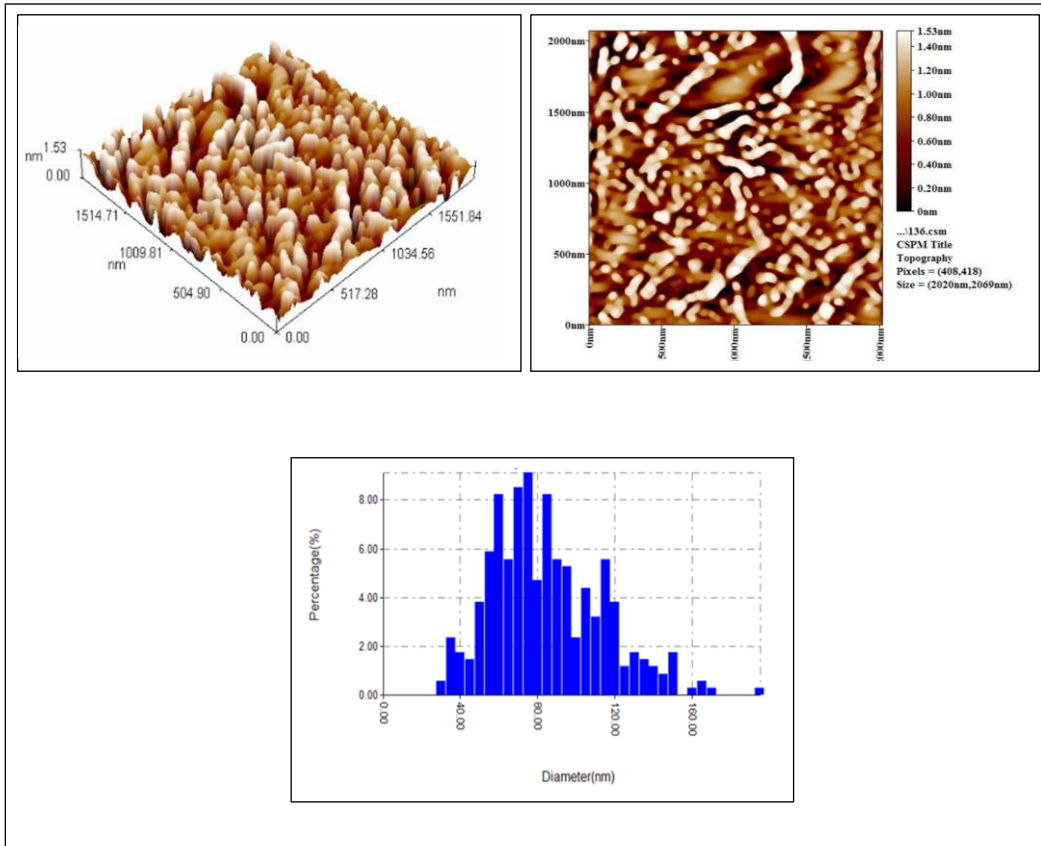 nm
1.53
0.00
1514.71
1009.81
nm
504.90
0.00
0.00
517.28
1034.56
1551.84
nm
2000nm
1500nm
1000nm
500nm
0nm
0nm
500nm
1.53nm
1.40nm
1.20nm
1.00nm
0.80nm
0.60nm
0.40nm
0.20nm
0nm
...\136.csm
CSPM Title
Topography
Pixels = (408,418)
Size = (2020nm,2069nm)
Percentage(%)
8.00
6.00
4.00
2.00
0.00
0.00
40.00
80.00
120.00
160.00
Diameter(nm)